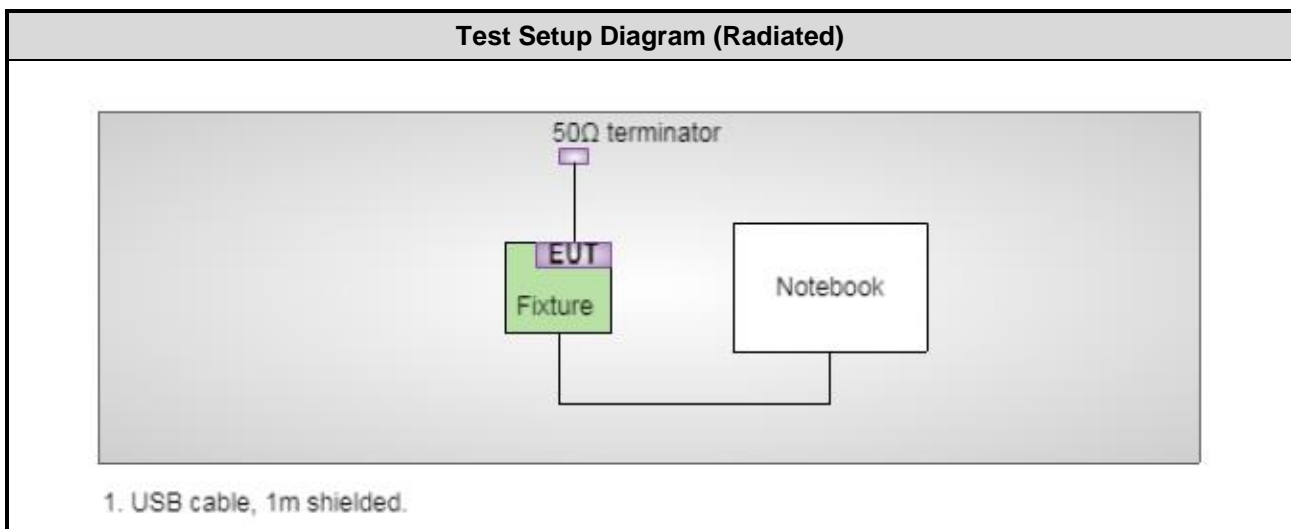 Test Setup Diagram (Radiated)
50Ω terminator
EUT
Fixture
Notebook
1. USB cable, 1m shielded.